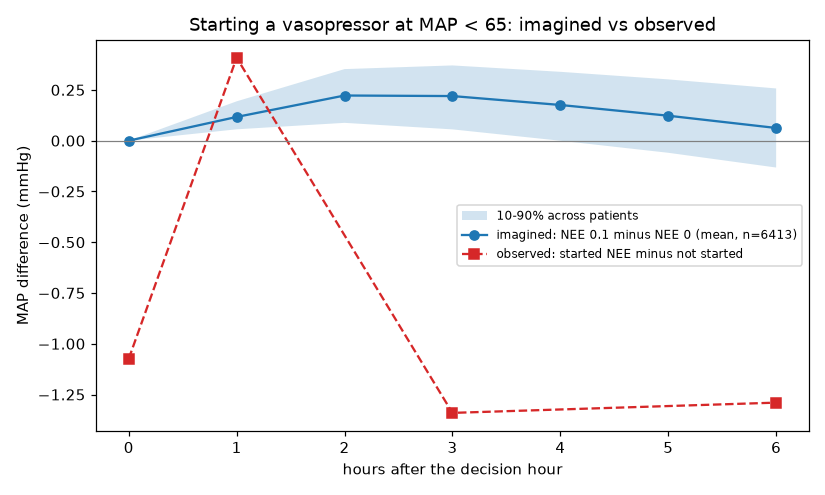 Starting a vasopressor at MAP < 65: imagined vs observed
MAP difference (mmHg)
0.25
0.00
−0.25
−0.50
−0.75
−1.00
−1.25
10-90% across patients
imagined: NEE 0.1 minus NEE 0 (mean, n=6413)
observed: started NEE minus not started
0 1 2 3 4 5 6
hours after the decision hour